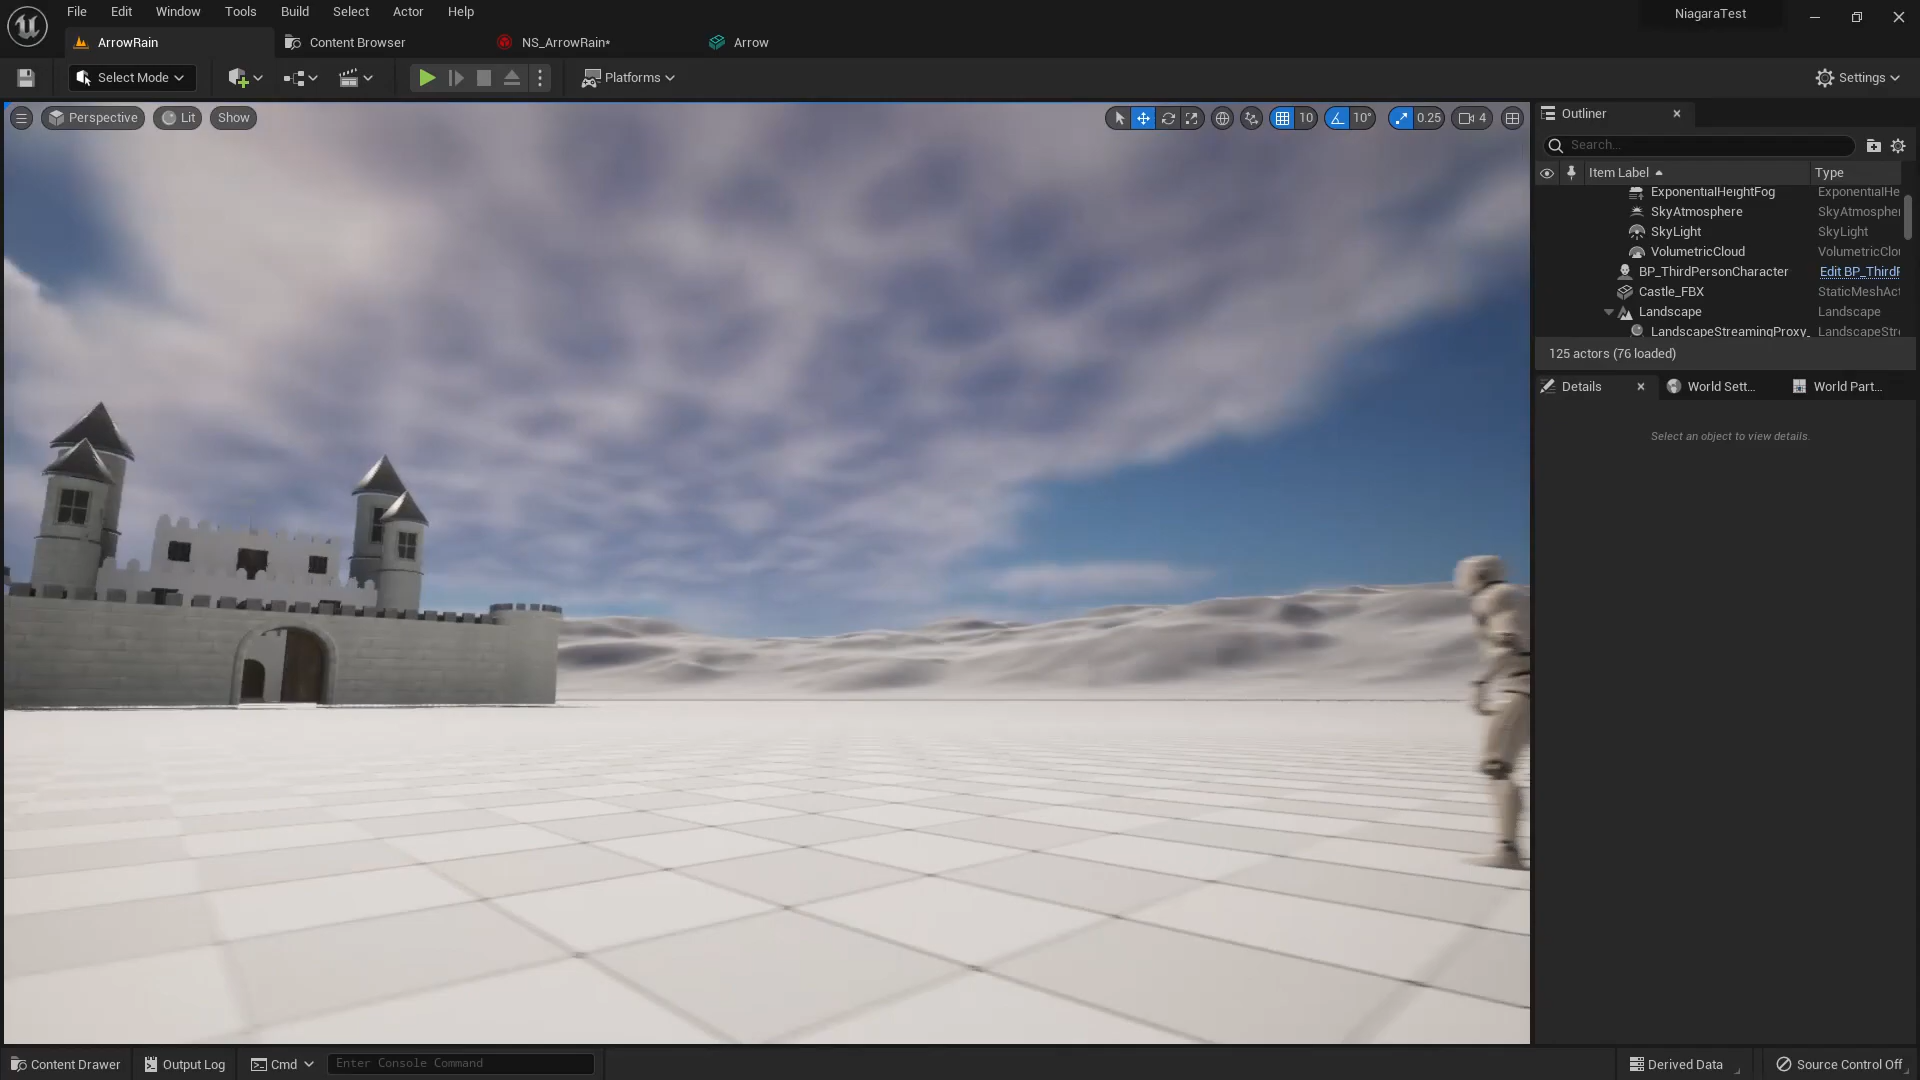 File Edit Window Tools Build Select Actor Help
NiagaraTest
ArrowRain Content Browser NS_ArrowRain* Arrow
Select Mode Platforms Settings
Perspective Lit Show 10 10° 0.25 4
Outliner
Search...
Item Label Type
ExponentialHeightFog ExponentialHe
SkyAtmosphere SkyAtmospher
SkyLight SkyLight
VolumetricCloud VolumetricClou
BP_ThirdPersonCharacter Edit BP_ThirdP
Castle_FBX StaticMeshAct
Landscape Landscape
LandscapeStreamingProxy_ LandscapeStre
125 actors (76 loaded)
Details World Sett... World Part...
Select an object to view details.
Content Drawer Output Log Cmd Enter Console Command Derived Data Source Control Off